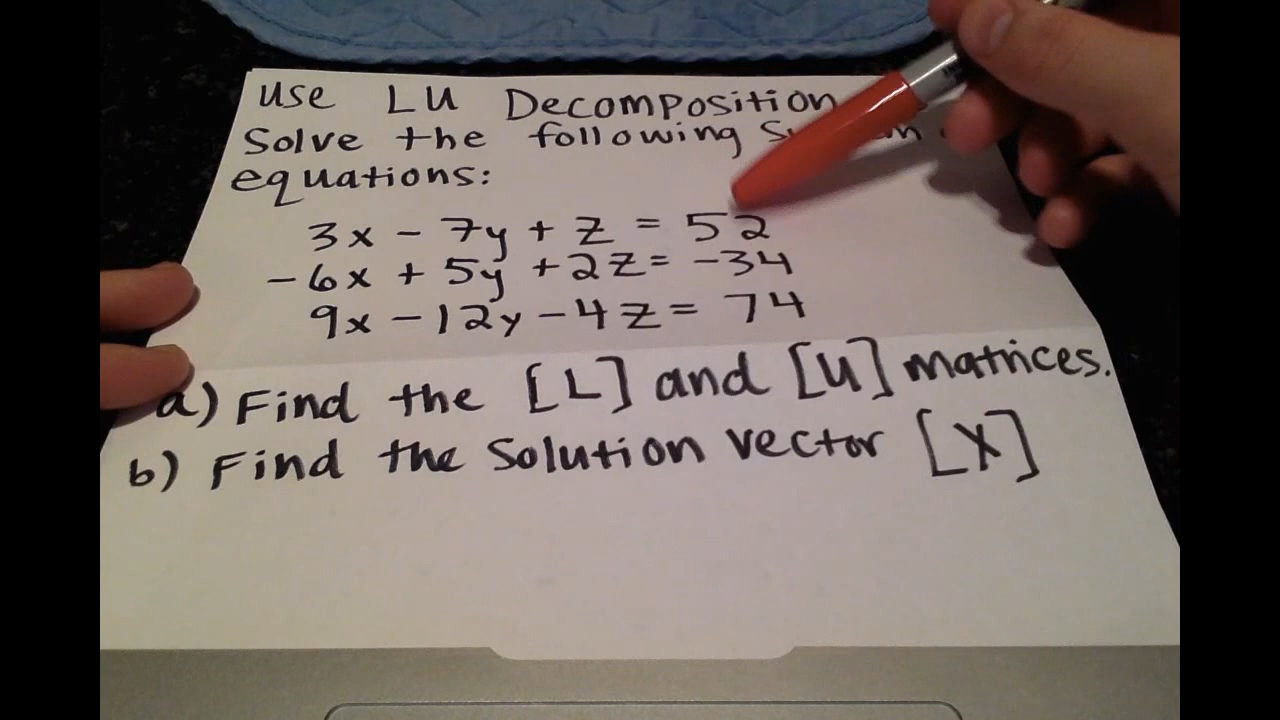 Use LU Decomposition
Solve the following
equations:
3x - 7y + z = 52
-6x + 5y + 2z = -34
9x - 12y - 4z = 74
a) Find the [L] and [U] matrices.
b) Find the solution vector [X]